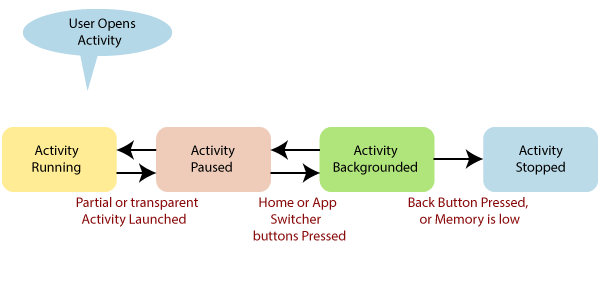 User Opens
Activity
Activity
Running
Activity
Paused
Activity
Backgrounded
Activity
Stopped
Partial or transparent
Activity Launched
Home or App
Switcher
buttons Pressed
Back Button Pressed,
or Memory is low